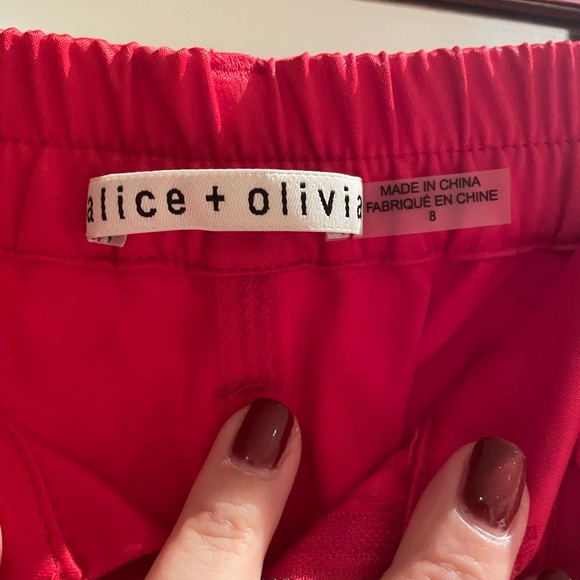 alice + olivia
MADE IN CHINA
FABRIQUÉ EN CHINE
8